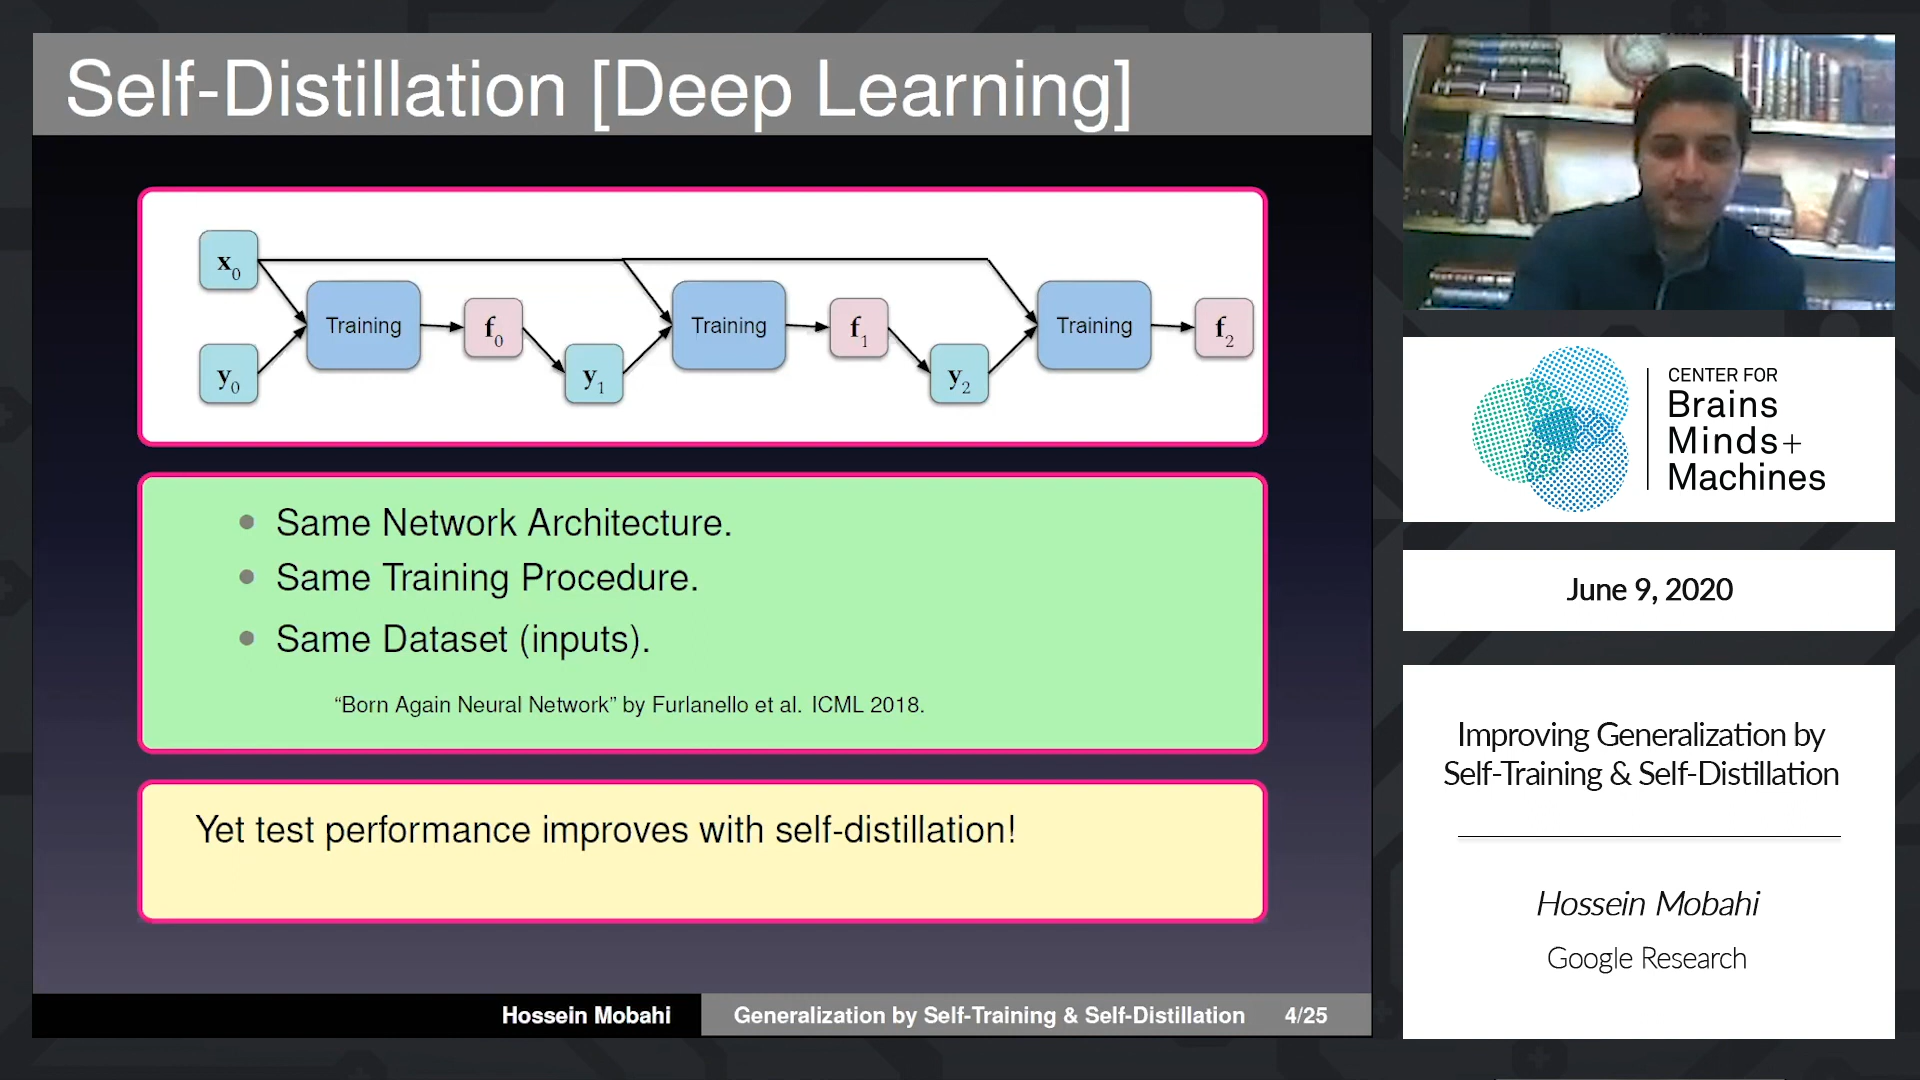 Self-Distillation [Deep Learning]
x0
y0
Training
f0
y1
Training
f1
y2
Training
f2
Same Network Architecture.
Same Training Procedure.
Same Dataset (inputs).
“Born Again Neural Network” by Furlanello et al. ICML 2018.
Yet test performance improves with self-distillation!
Hossein Mobahi
Generalization by Self-Training & Self-Distillation 4/25
CENTER FOR
Brains
Minds+
Machines
June 9, 2020
Improving Generalization by
Self-Training & Self-Distillation
Hossein Mobahi
Google Research